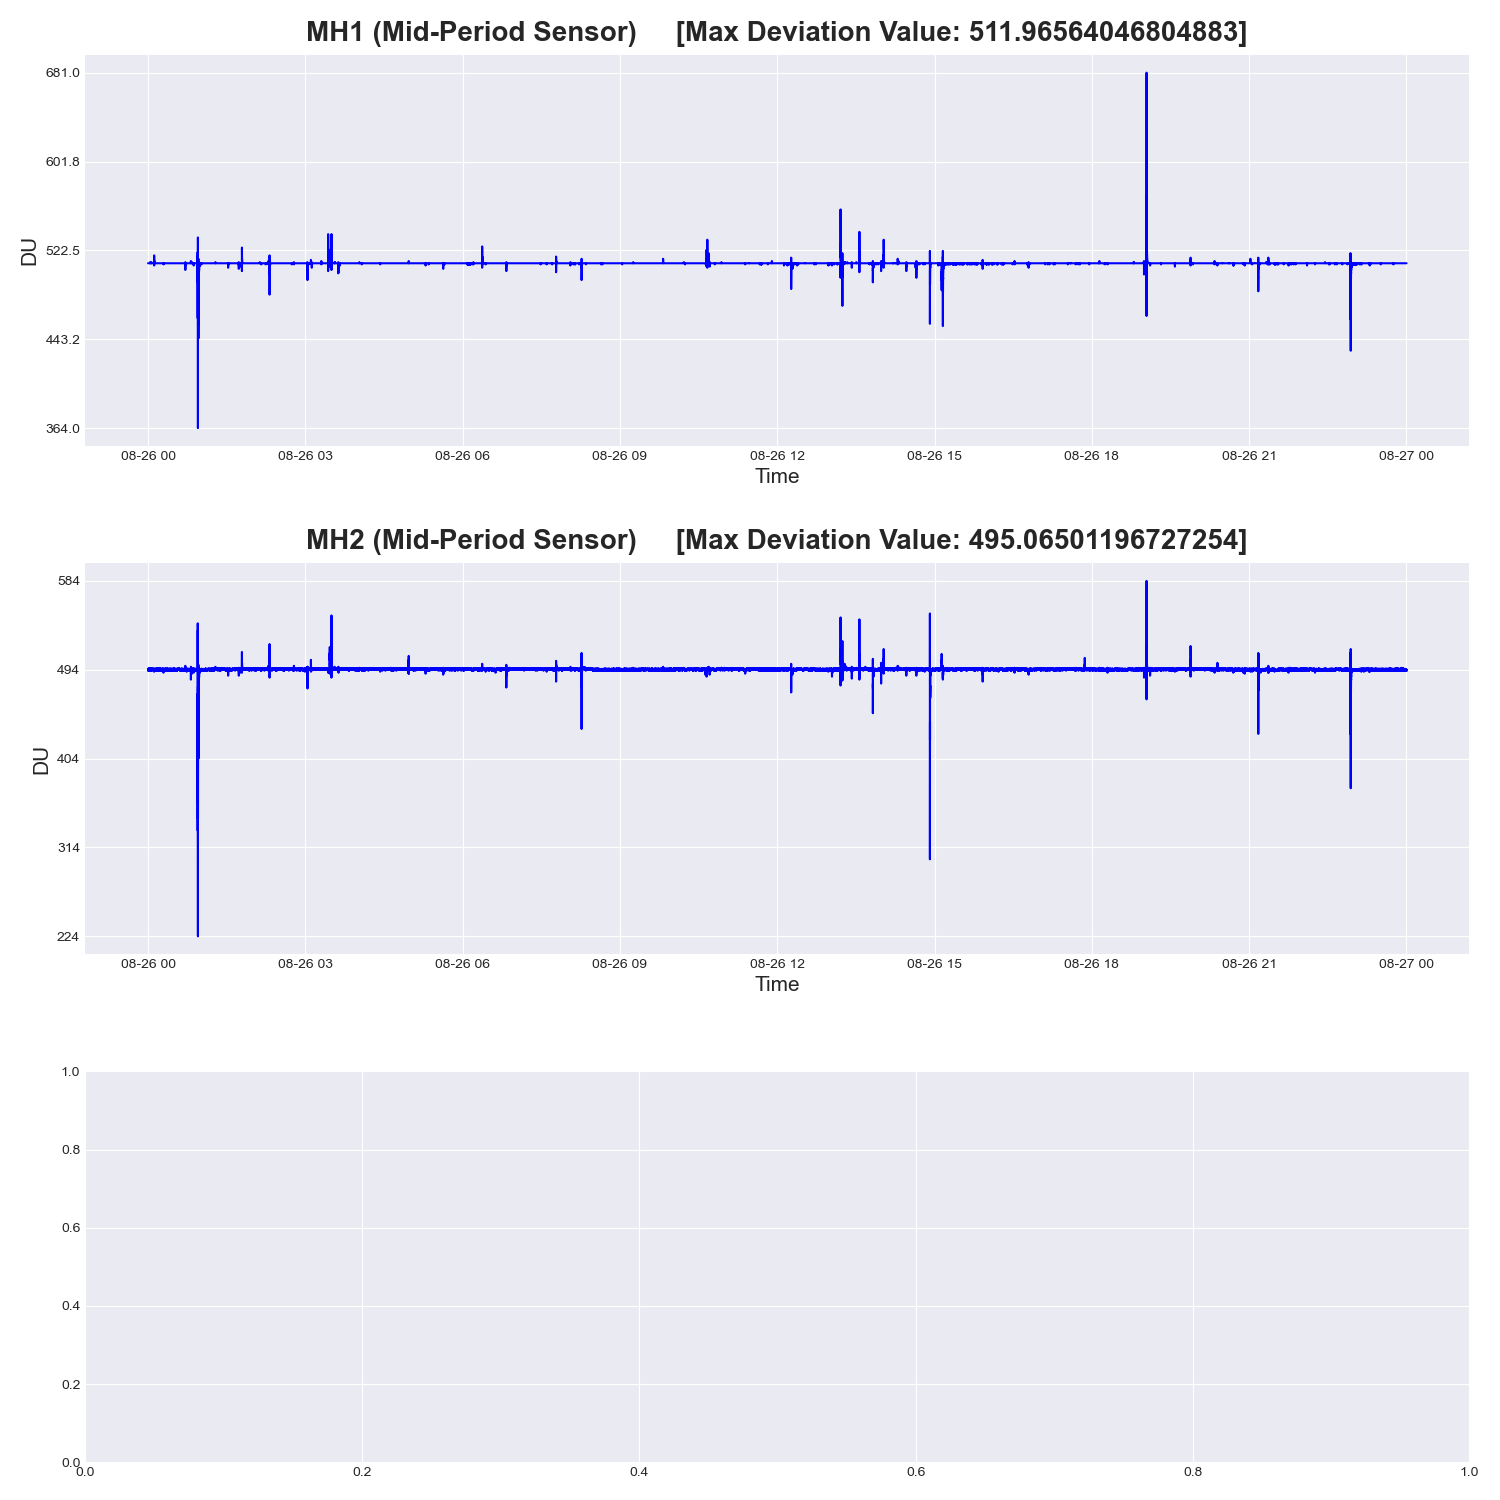 MH1 (Mid-Period Sensor) [Max Deviation Value: 511.96564046804883]
681.0
601.8
522.5
443.2
364.0
DU
08-26 00 08-26 03 08-26 06 08-26 09 08-26 12 08-26 15 08-26 18 08-26 21 08-27 00
Time
MH2 (Mid-Period Sensor) [Max Deviation Value: 495.06501196727254]
584
494
404
314
224
DU
08-26 00 08-26 03 08-26 06 08-26 09 08-26 12 08-26 15 08-26 18 08-26 21 08-27 00
Time
1.0
0.8
0.6
0.4
0.2
0.0
0.0 0.2 0.4 0.6 0.8 1.0